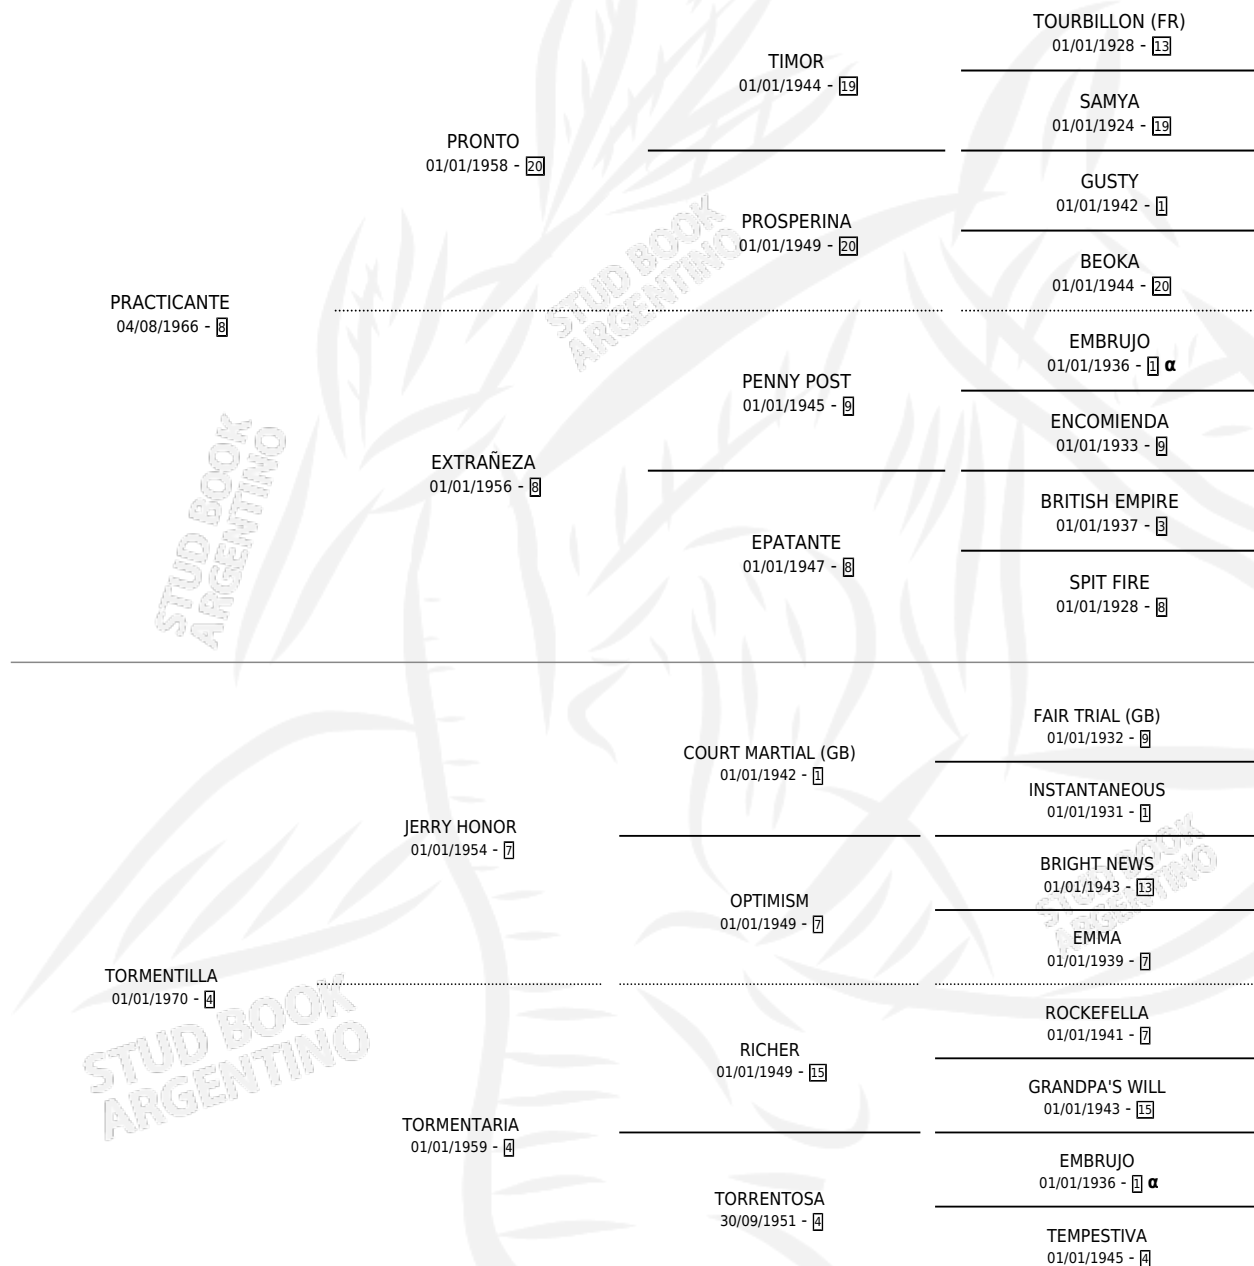 TOURBILLON (FR)
01/01/1928 - 13
TIMOR
01/01/1944 - 19
SAMYA
01/01/1924 - 19
PRONTO
01/01/1958 - 20
GUSTY
01/01/1942 - 1
PROSPERINA
01/01/1949 - 20
BEOKA
01/01/1944 - 20
PRACTICANTE
04/08/1966 - 8
EMBRUJO
01/01/1936 - 1 α
PENNY POST
01/01/1945 - 9
ENCOMIENDA
01/01/1933 - 9
EXTRAÑEZA
01/01/1956 - 8
BRITISH EMPIRE
01/01/1937 - 3
EPATANTE
01/01/1947 - 8
SPIT FIRE
01/01/1928 - 8
STUD BOOK
ARGENTINO
STUD BOOK
ARGENTINO
FAIR TRIAL (GB)
01/01/1932 - 9
COURT MARTIAL (GB)
01/01/1942 - 1
INSTANTANEOUS
01/01/1931 - 1
JERRY HONOR
01/01/1954 - 7
BRIGHT NEWS
01/01/1943 - 13
OPTIMISM
01/01/1949 - 7
EMMA
01/01/1939 - 7
TORMENTILLA
01/01/1970 - 4
ROCKEFELLA
01/01/1941 - 7
RICHER
01/01/1949 - 15
GRANDPA'S WILL
01/01/1943 - 15
TORMENTARIA
01/01/1959 - 4
EMBRUJO
01/01/1936 - 1 α
TORRENTOSA
30/09/1951 - 4
TEMPESTIVA
01/01/1945 - 4
STUD BOOK
ARGENTINO
STUD BOOK
ARGENTINO